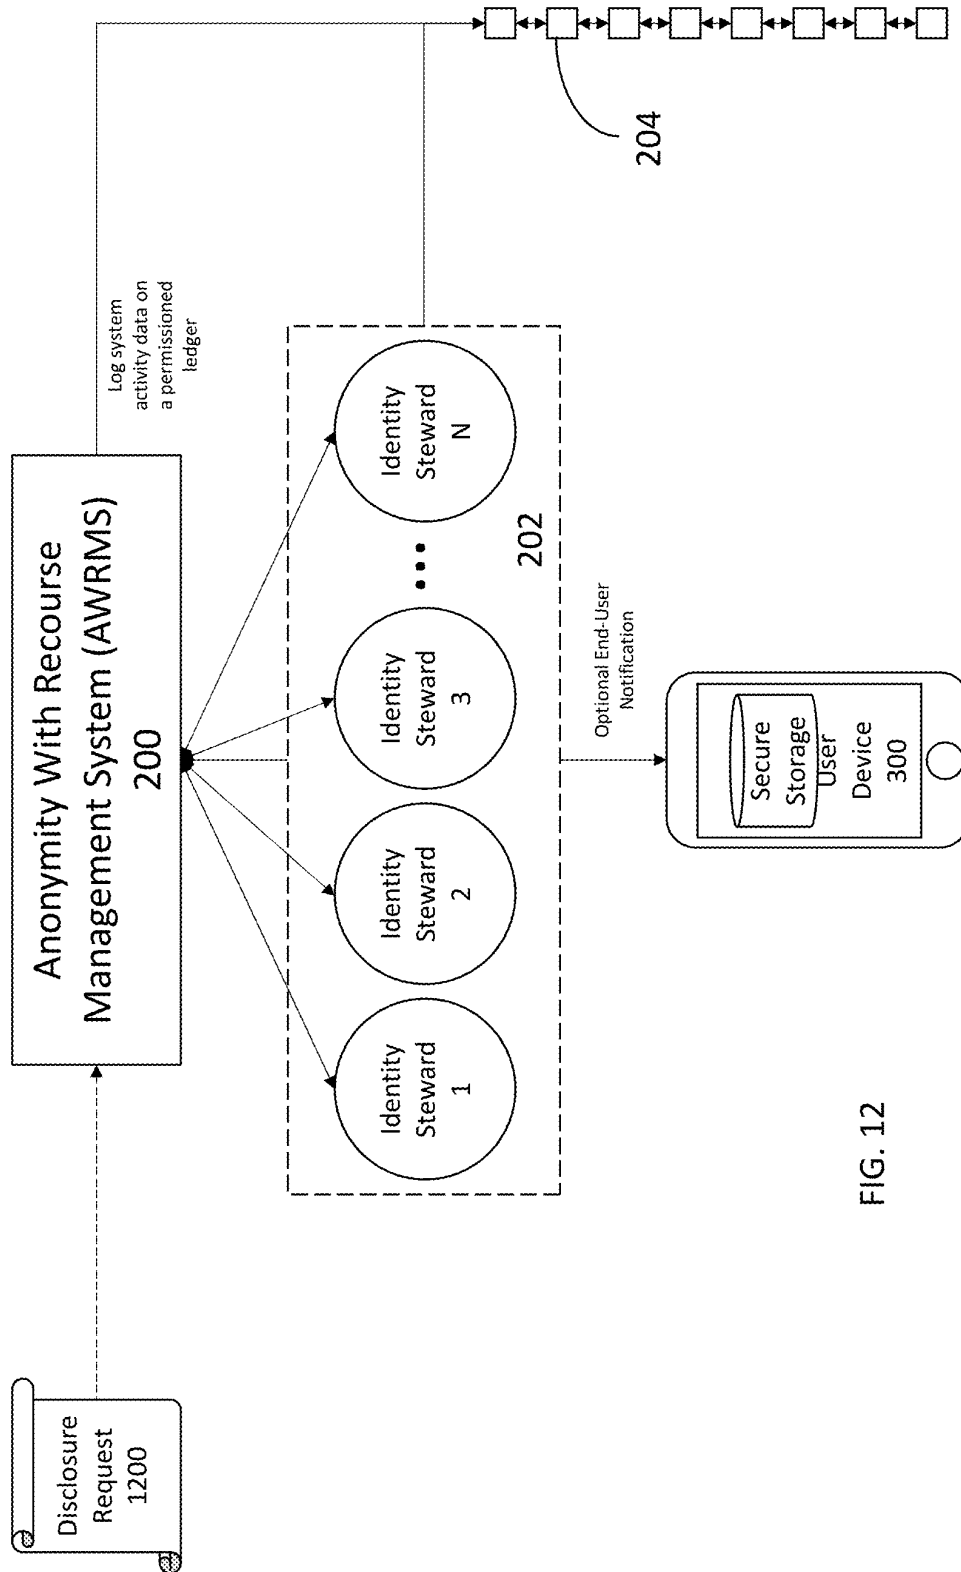 Disclosure
Request
1200
Anonymity With Recourse
Management System (AWRMS)
200
Log system
activity data on
a permissioned
ledger
Identity
Steward
1
Identity
Steward
2
Identity
Steward
3
•••
Identity
Steward
N
202
204
Optional End-User
Notification
Secure
Storage
User
Device
300
FIG. 12